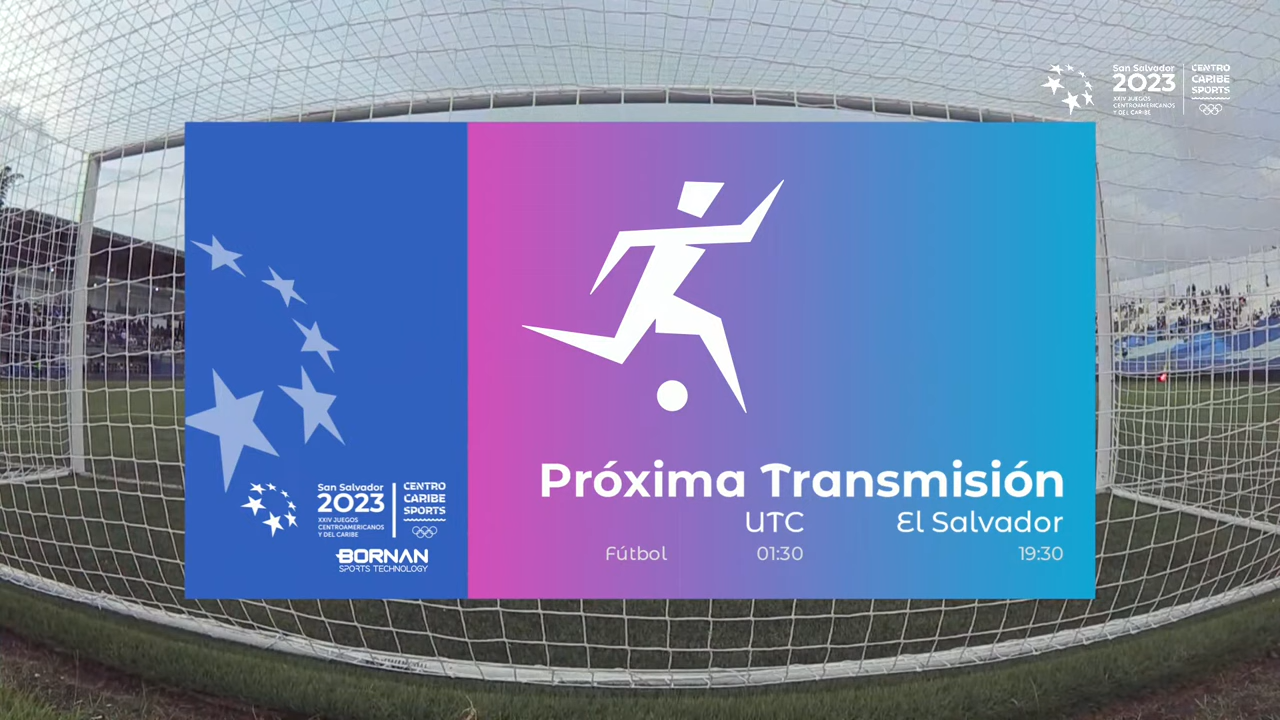 San Salvador
2023
XXIV JUEGOS
CENTROAMERICANOS
Y DEL CARIBE
CENTRO
CARIBE
SPORTS
San Salvador
2023
XXIV JUEGOS
CENTROAMERICANOS
Y DEL CARIBE
CENTRO
CARIBE
SPORTS
BORNAN
SPORTS TECHNOLOGY
Próxima Transmisión
UTC El Salvador
Fútbol 01:30 19:30